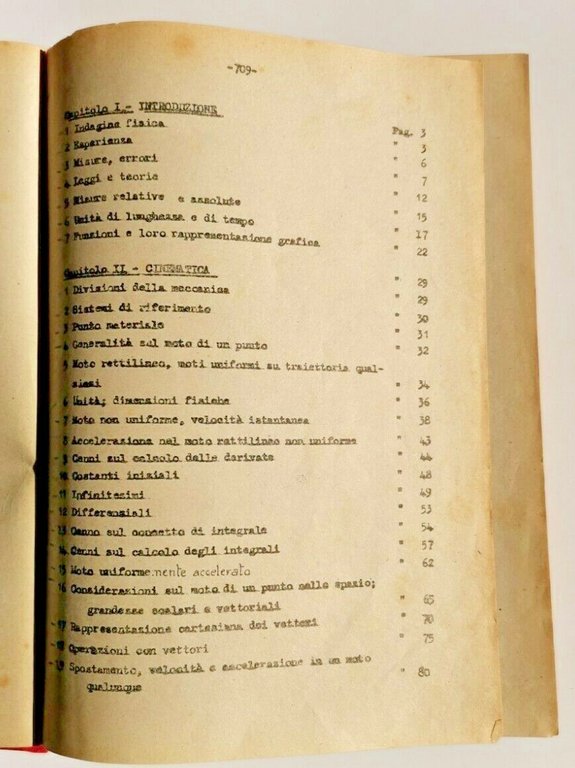 -709-
Capitolo I - INTRODUZIONE Pag. 3
1 Indagine fisica " 3
2 Esperienza " 6
3 Misure, errori " 7
4 Leggi e teorie " 12
5 Misure relative e assolute " 15
6 Unità di lunghezza e di tempo " 17
7 Funzioni e loro rappresentazione grafica " 22
Capitolo II - CINEMATICA " 29
1 Divisioni della meccanica " 29
2 Sistemi di riferimento " 30
3 Punto materiale " 31
4 Generalità sul moto di un punto " 32
5 Moto rettilineo, moti uniformi su traiettoria qual-
siasi " 34
6 Unità; dimensioni fisiche " 36
7 Moto non uniforme, velocità istantanea " 38
8 Accelerazione nel moto rettilineo non uniforme " 43
9 Cenni sul calcolo delle derivate " 44
10 Costanti iniziali " 48
11 Infinitesimi " 49
12 Differenziali " 53
13 Cenno sul concetto di integrale " 54
14 Cenni sul calcolo degli integrali " 57
15 Moto uniformemente accelerato " 62
16 Considerazioni sul moto di un punto nello spazio;
grandezze scalari e vettoriali " 65
17 Rappresentazione cartesiana dei vettori " 70
18 Operazioni con vettori " 75
19 Spostamento, velocità e accelerazione in un moto
qualunque " 80